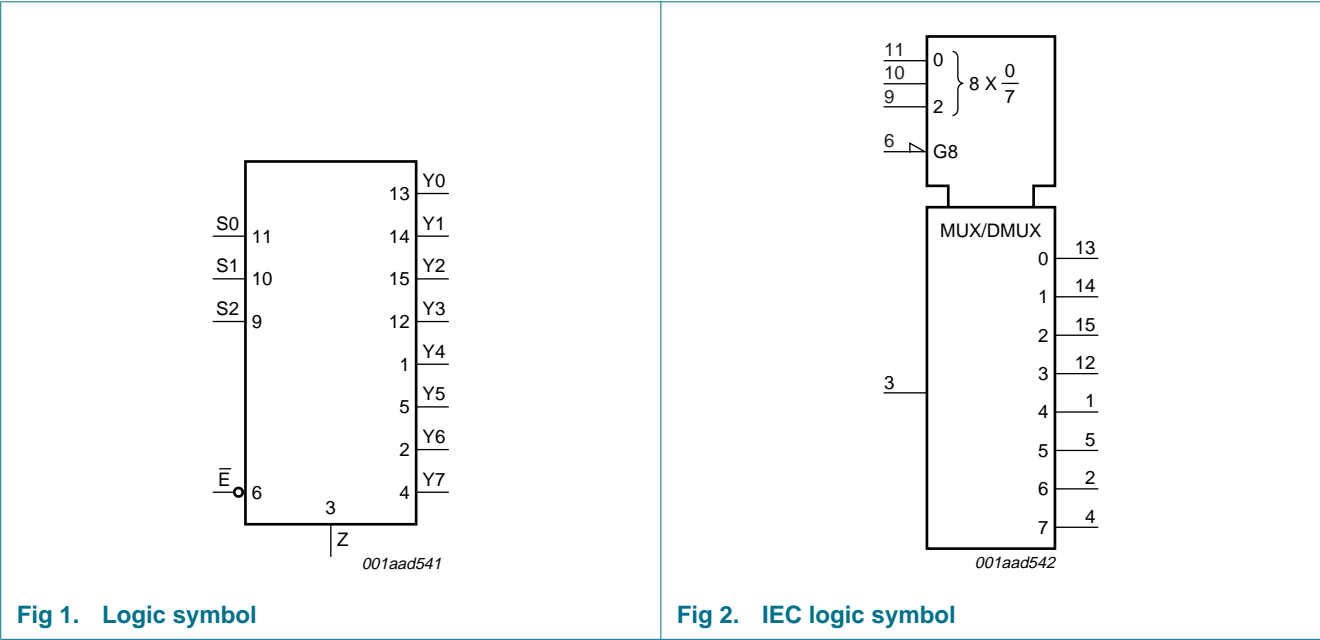 13 Y0
S0 11 14 Y1
S1 10 15 Y2
S2 9 12 Y3
1 Y4
5 Y5
2 Y6
E̅ 6 4 Y7
3
Z
001aad541
Fig 1. Logic symbol
11 0
10 8 X 0/7
9 2
6 G8
MUX/DMUX
0 13
1 14
2 15
3 12
3 4 1
5 5
6 2
7 4
001aad542
Fig 2. IEC logic symbol